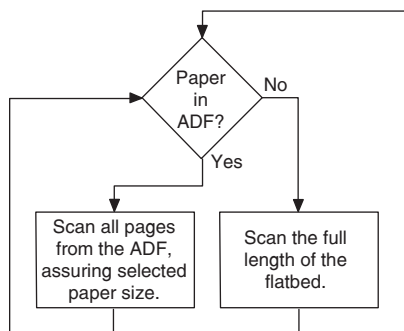 Paper
in
ADF?
No
Yes
Scan all pages
from the ADF,
assuring selected
paper size.
Scan the full
length of the
flatbed.